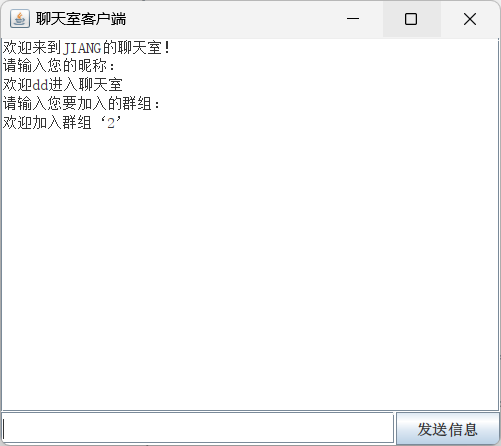 聊天室客户端
欢迎来到JIANG的聊天室!
请输入您的昵称:
欢迎dd进入聊天室
请输入您要加入的群组:
欢迎加入群组‘2’
发送信息